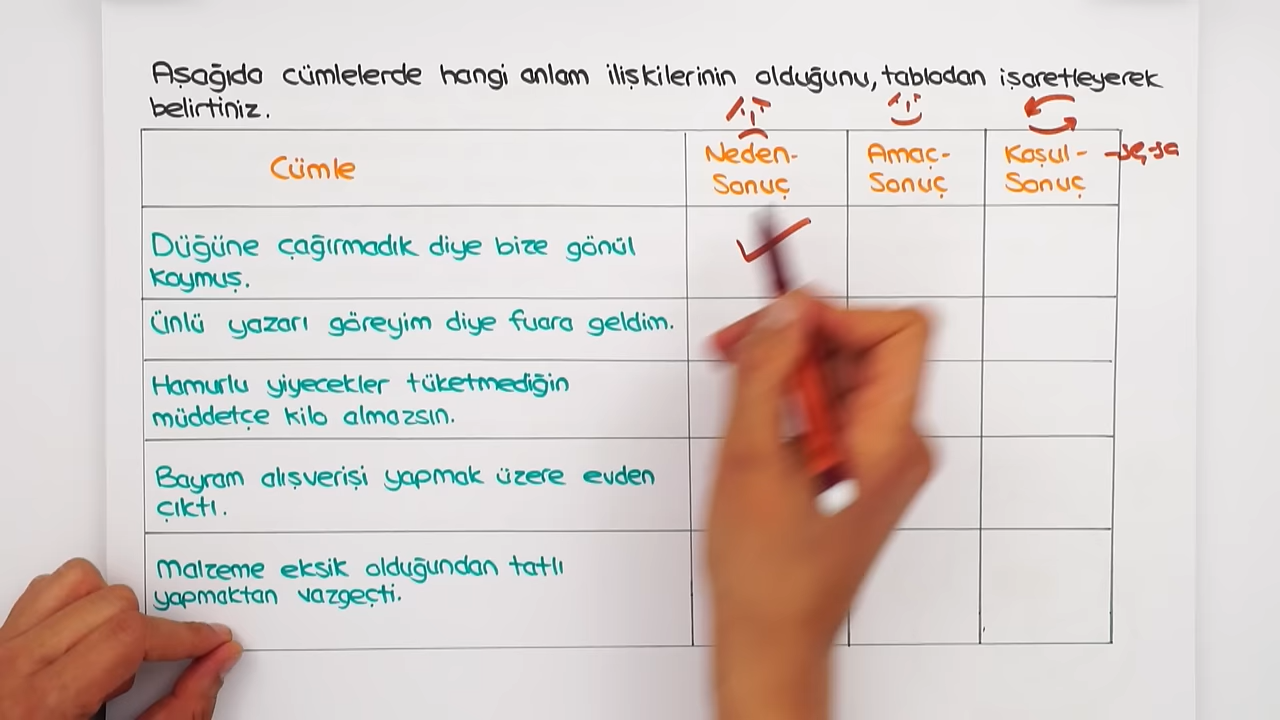 Aşağıda cümlelerde hangi anlam ilişkilerinin olduğunu, tablodan işaretleyerek
belirtiniz.
Cümle
Neden-
Sonuç
Amaç-
Sonuç
Koşul-
Sonuç
-se,-sa
Düğüne çağırmadık diye bize gönül
koymuş.
Ünlü yazarı göreyim diye fuara geldim.
Hamurlu yiyecekler tüketmediğin
müddetçe kilo almazsın.
Bayram alışverişi yapmak üzere evden
çıktı.
Malzeme eksik olduğundan tatlı
yapmaktan vazgeçti.